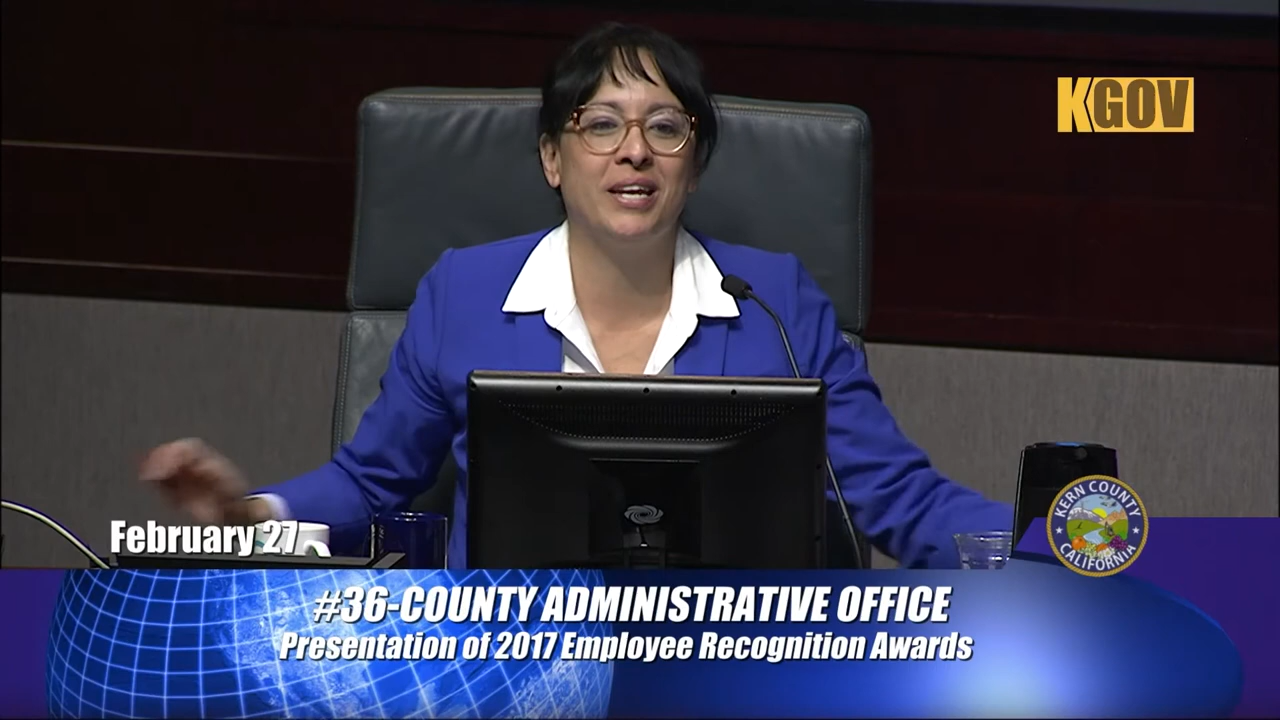 KGOV
February 27
KERN COUNTY
CALIFORNIA
#36-COUNTY ADMINISTRATIVE OFFICE
Presentation of 2017 Employee Recognition Awards